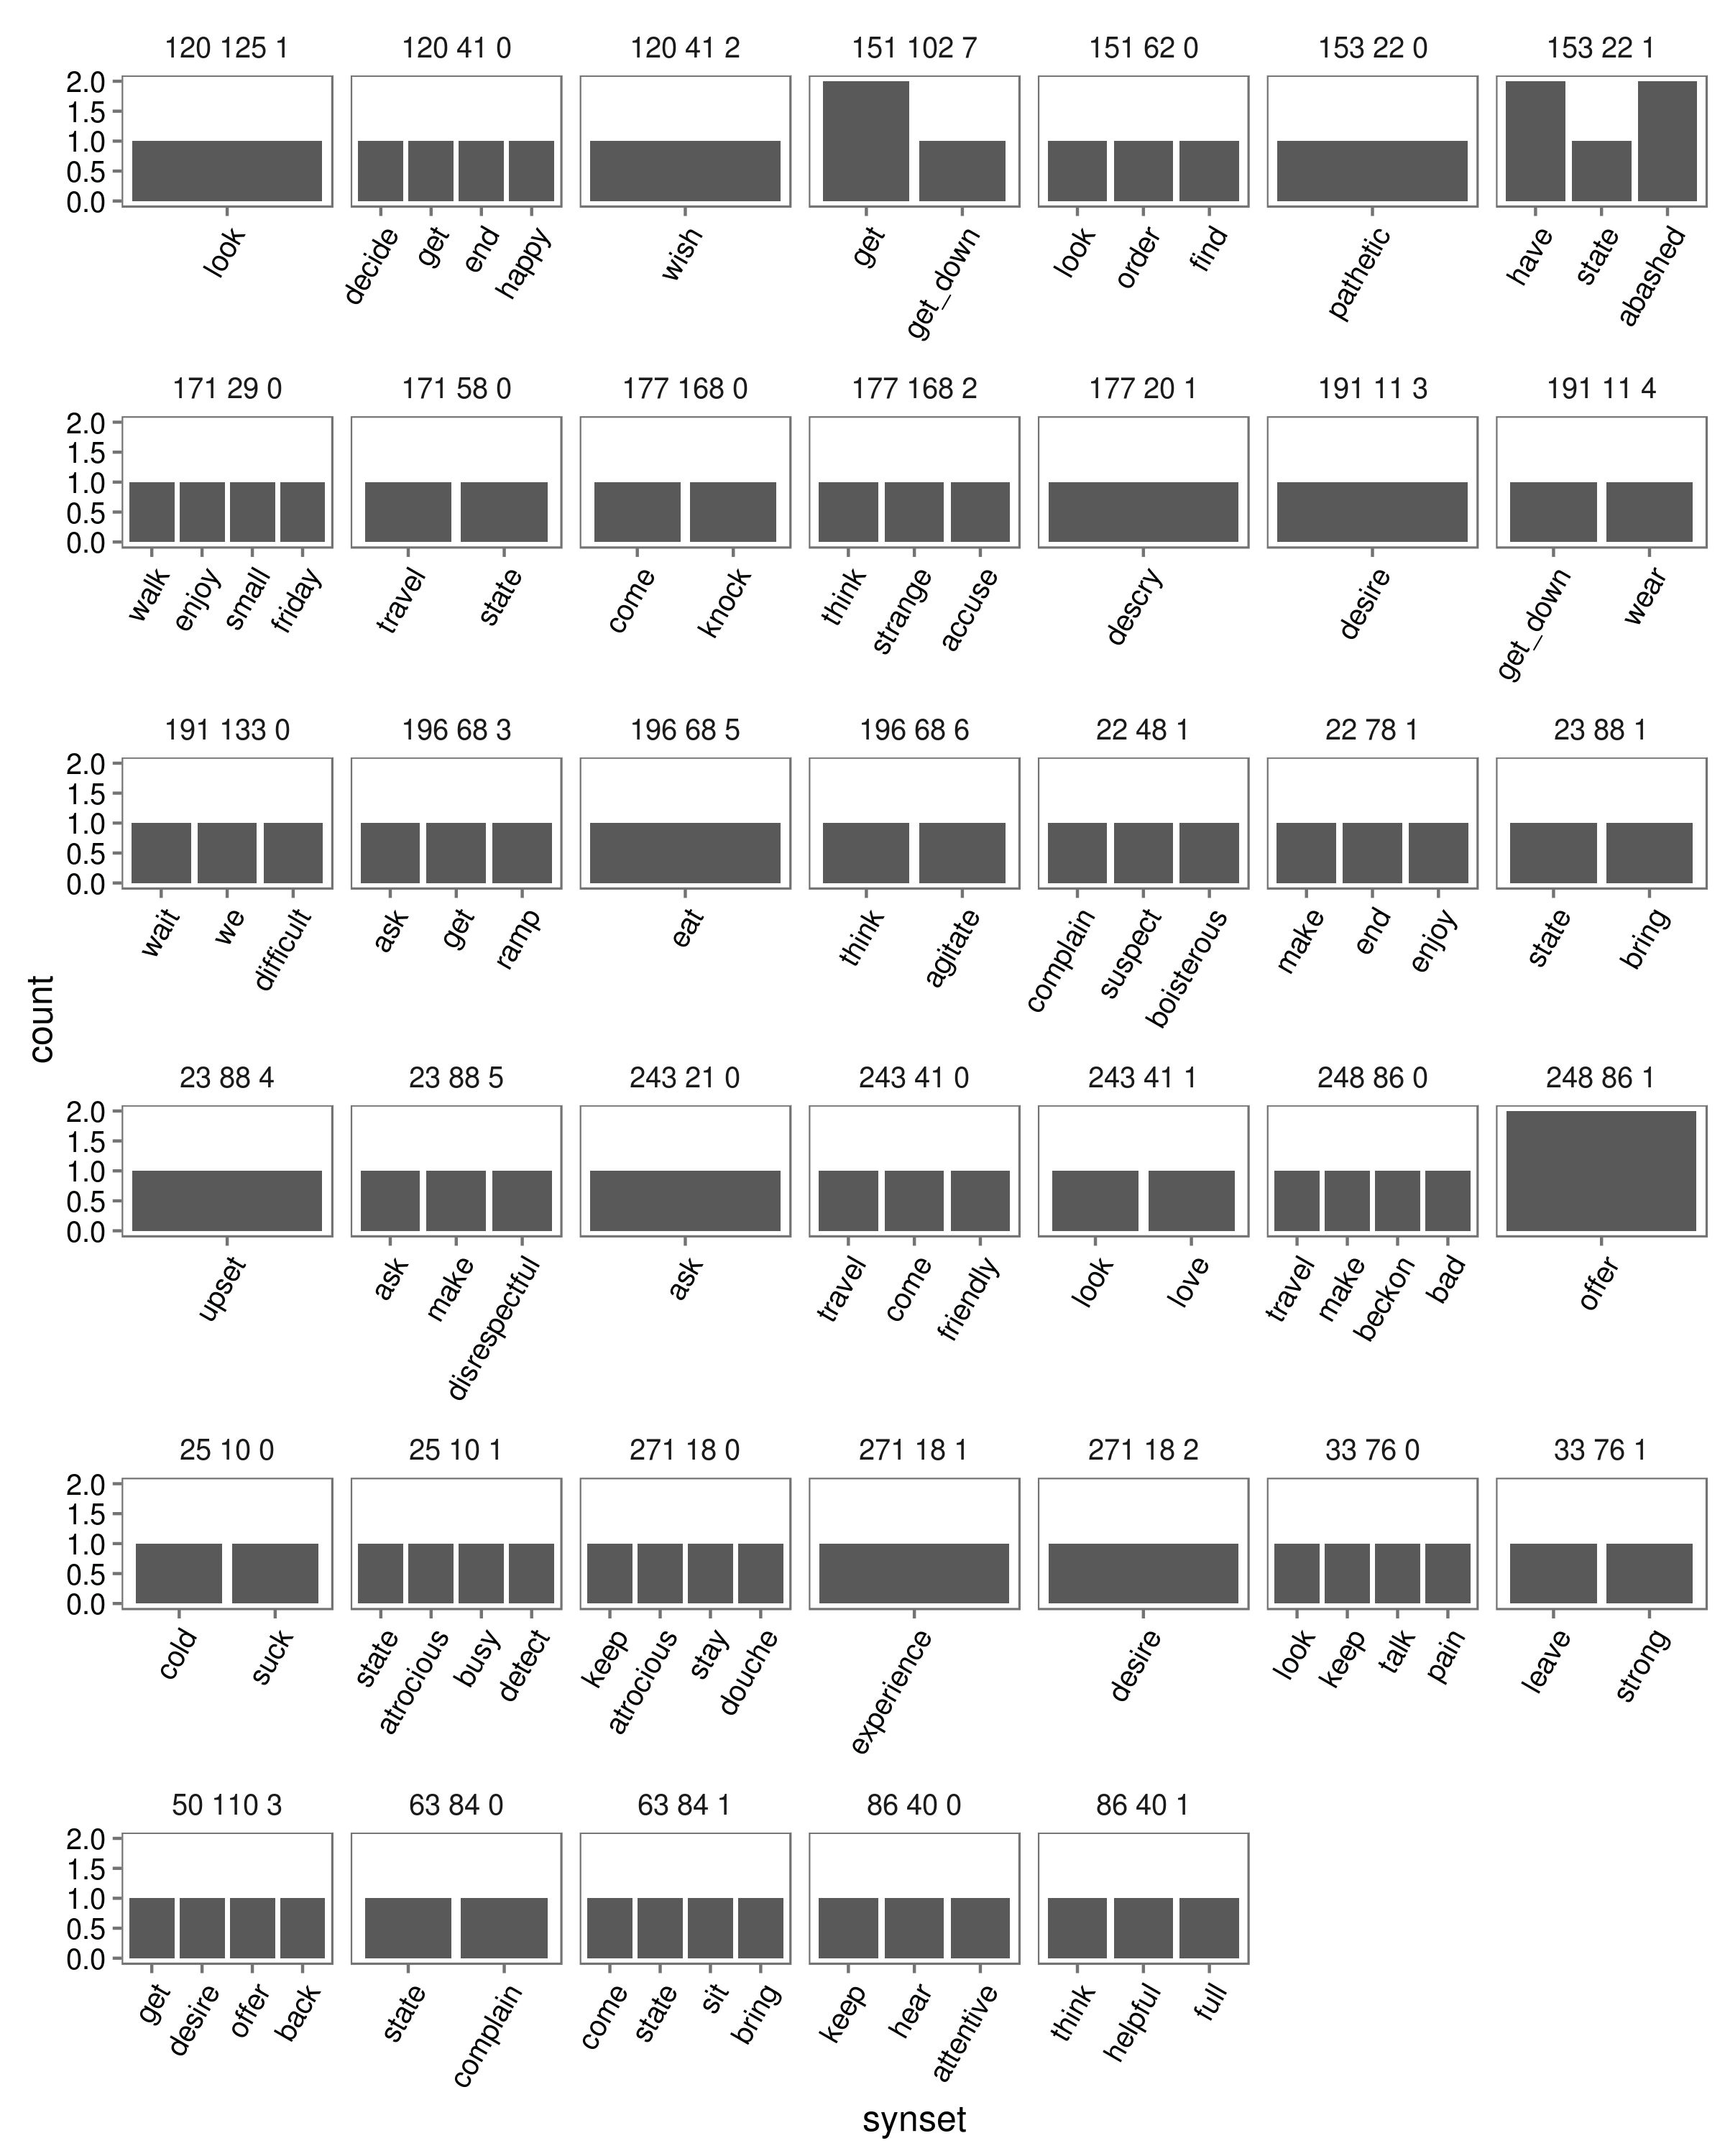 120 125 1 120 41 0 120 41 2 151 102 7 151 62 0 153 22 0 153 22 1
2.0
1.5
1.0
0.5
0.0
look decide get end happy wish get get_down look order find pathetic have state abashed
171 29 0 171 58 0 177 168 0 177 168 2 177 20 1 191 11 3 191 11 4
2.0
1.5
1.0
0.5
0.0
walk enjoy small friday travel state come knock think strange accuse descry desire get_down wear
191 133 0 196 68 3 196 68 5 196 68 6 22 48 1 22 78 1 23 88 1
2.0
1.5
1.0
0.5
0.0
wait we difficult ask get ramp eat think agitate complain suspect boisterous make end enjoy state bring
count
23 88 4 23 88 5 243 21 0 243 41 0 243 41 1 248 86 0 248 86 1
2.0
1.5
1.0
0.5
0.0
upset ask make disrespectful ask travel come friendly look love travel make beckon bad offer
25 10 0 25 10 1 271 18 0 271 18 1 271 18 2 33 76 0 33 76 1
2.0
1.5
1.0
0.5
0.0
cold suck state atrocious busy detect keep atrocious stay douche experience desire look keep talk pain leave strong
50 110 3 63 84 0 63 84 1 86 40 0 86 40 1
2.0
1.5
1.0
0.5
0.0
get desire offer back state complain come state sit bring keep hear attentive think helpful full
synset